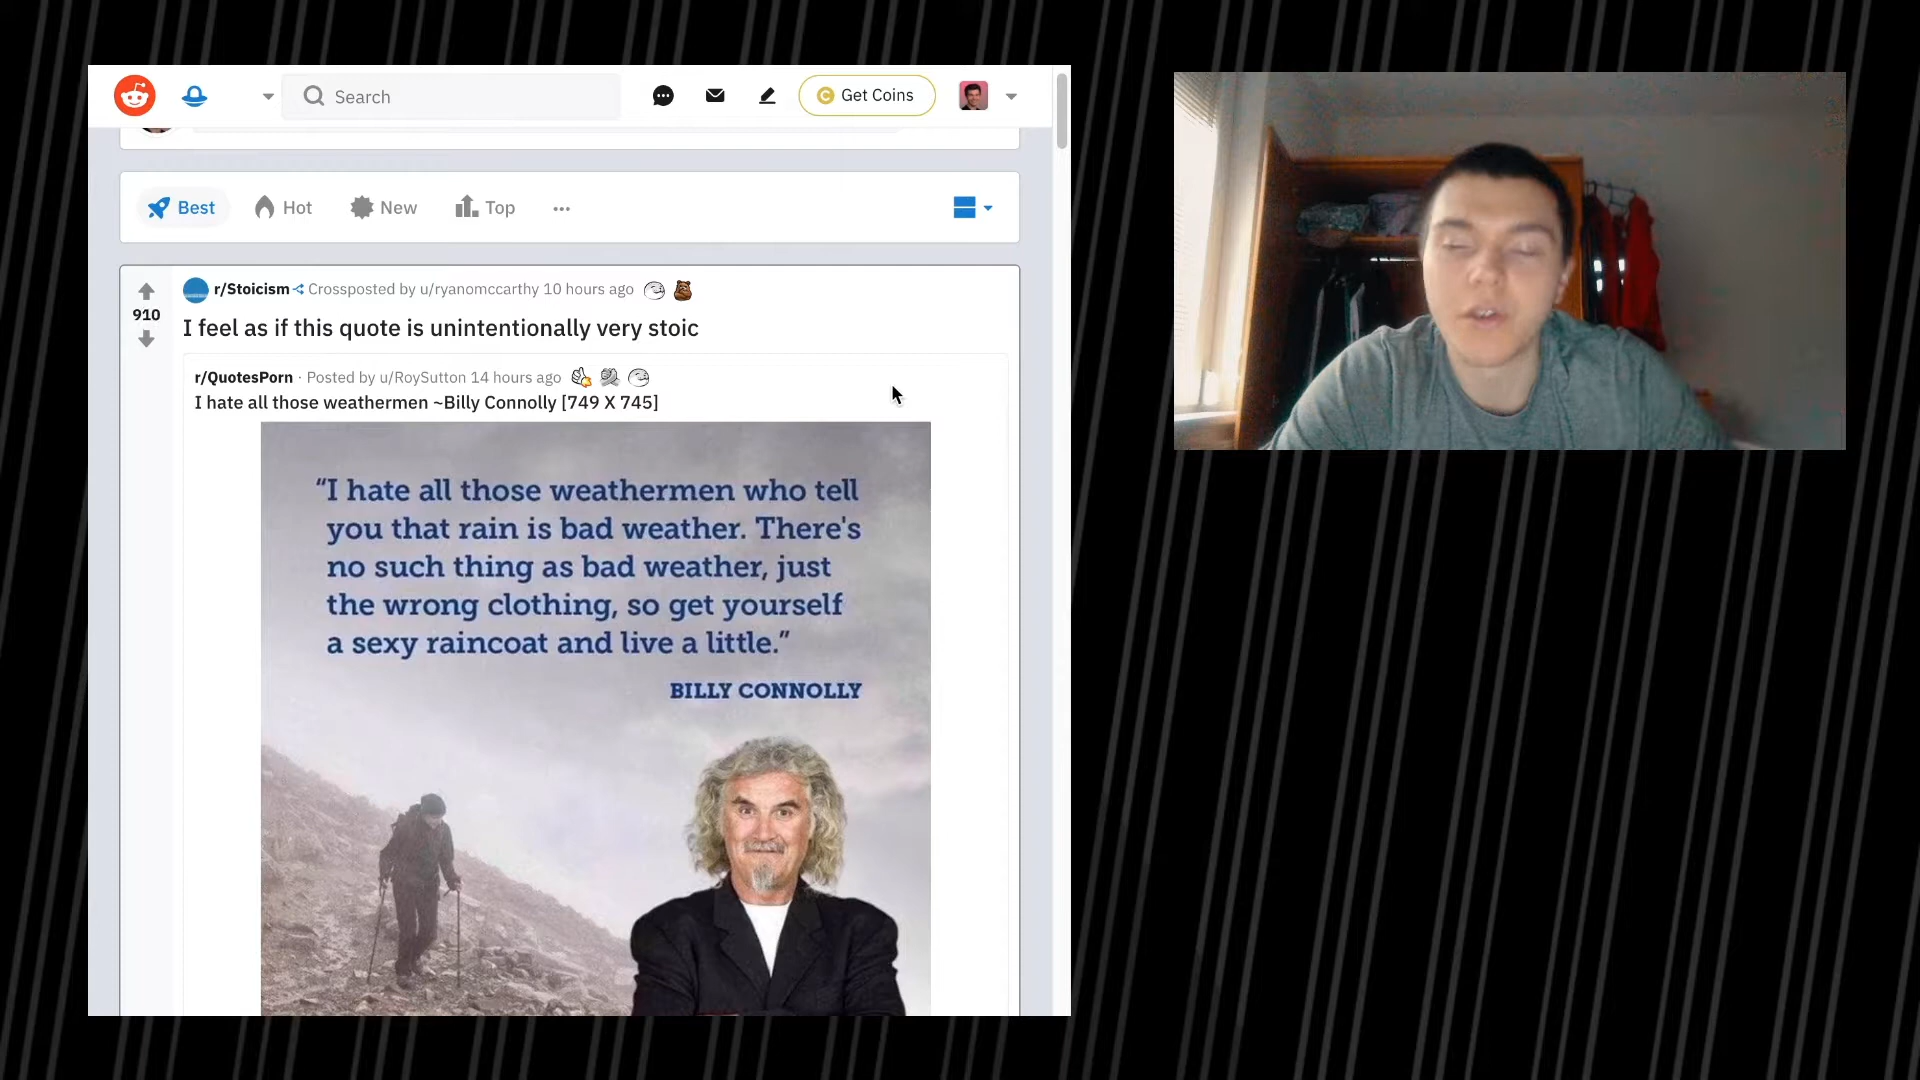 Search
Get Coins
Best
Hot
New
Top
r/Stoicism Crossposted by u/ryanomccarthy 10 hours ago
910
I feel as if this quote is unintentionally very stoic
r/QuotesPorn · Posted by u/RoySutton 14 hours ago
I hate all those weathermen ~Billy Connolly [749 X 745]
“I hate all those weathermen who tell
you that rain is bad weather. There's
no such thing as bad weather, just
the wrong clothing, so get yourself
a sexy raincoat and live a little.”
BILLY CONNOLLY